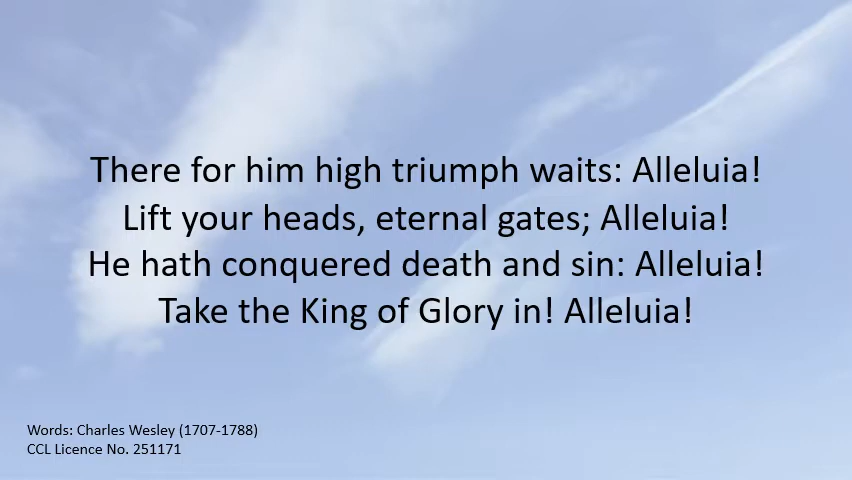 There for him high triumph waits: Alleluia!
Lift your heads, eternal gates; Alleluia!
He hath conquered death and sin: Alleluia!
Take the King of Glory in! Alleluia!
Words: Charles Wesley (1707-1788)
CCL Licence No. 251171